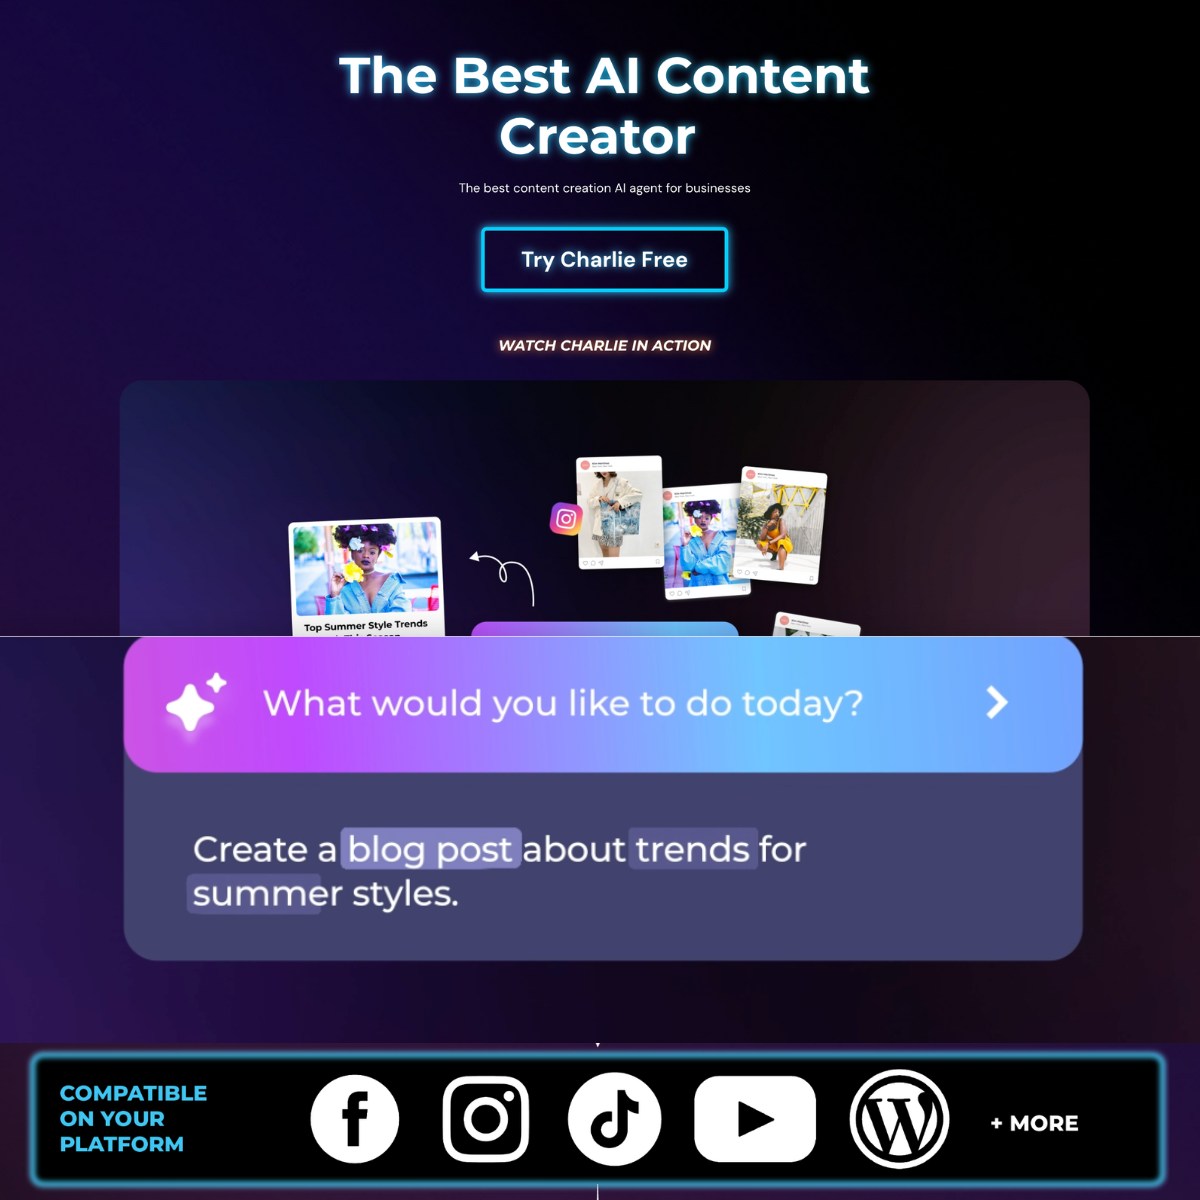 The Best AI Content
Creator
The best content creation AI agent for businesses
Try Charlie Free
WATCH CHARLIE IN ACTION
Top Summer Style Trends
What would you like to do today?
Create a blog post about trends for
summer styles.
COMPATIBLE
ON YOUR
PLATFORM
+ MORE